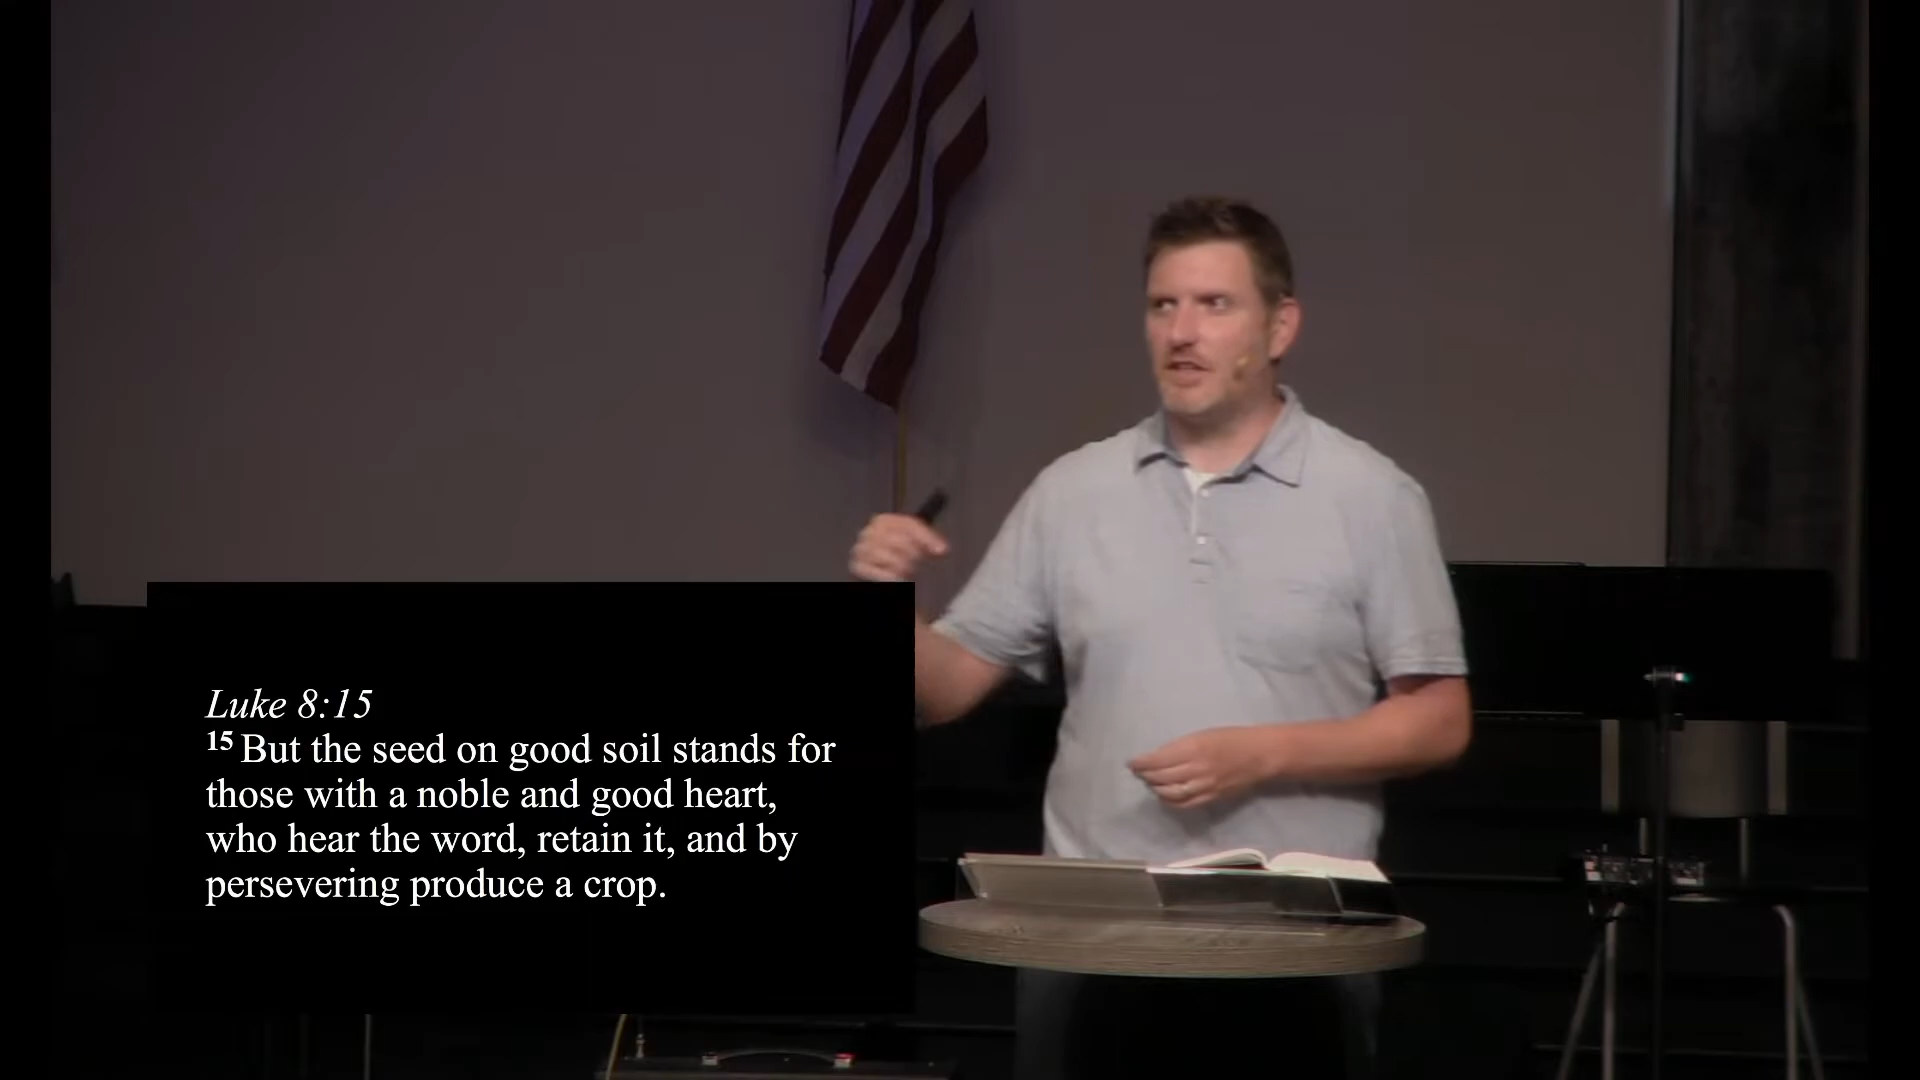 Luke 8:15
15 But the seed on good soil stands for
those with a noble and good heart,
who hear the word, retain it, and by
persevering produce a crop.